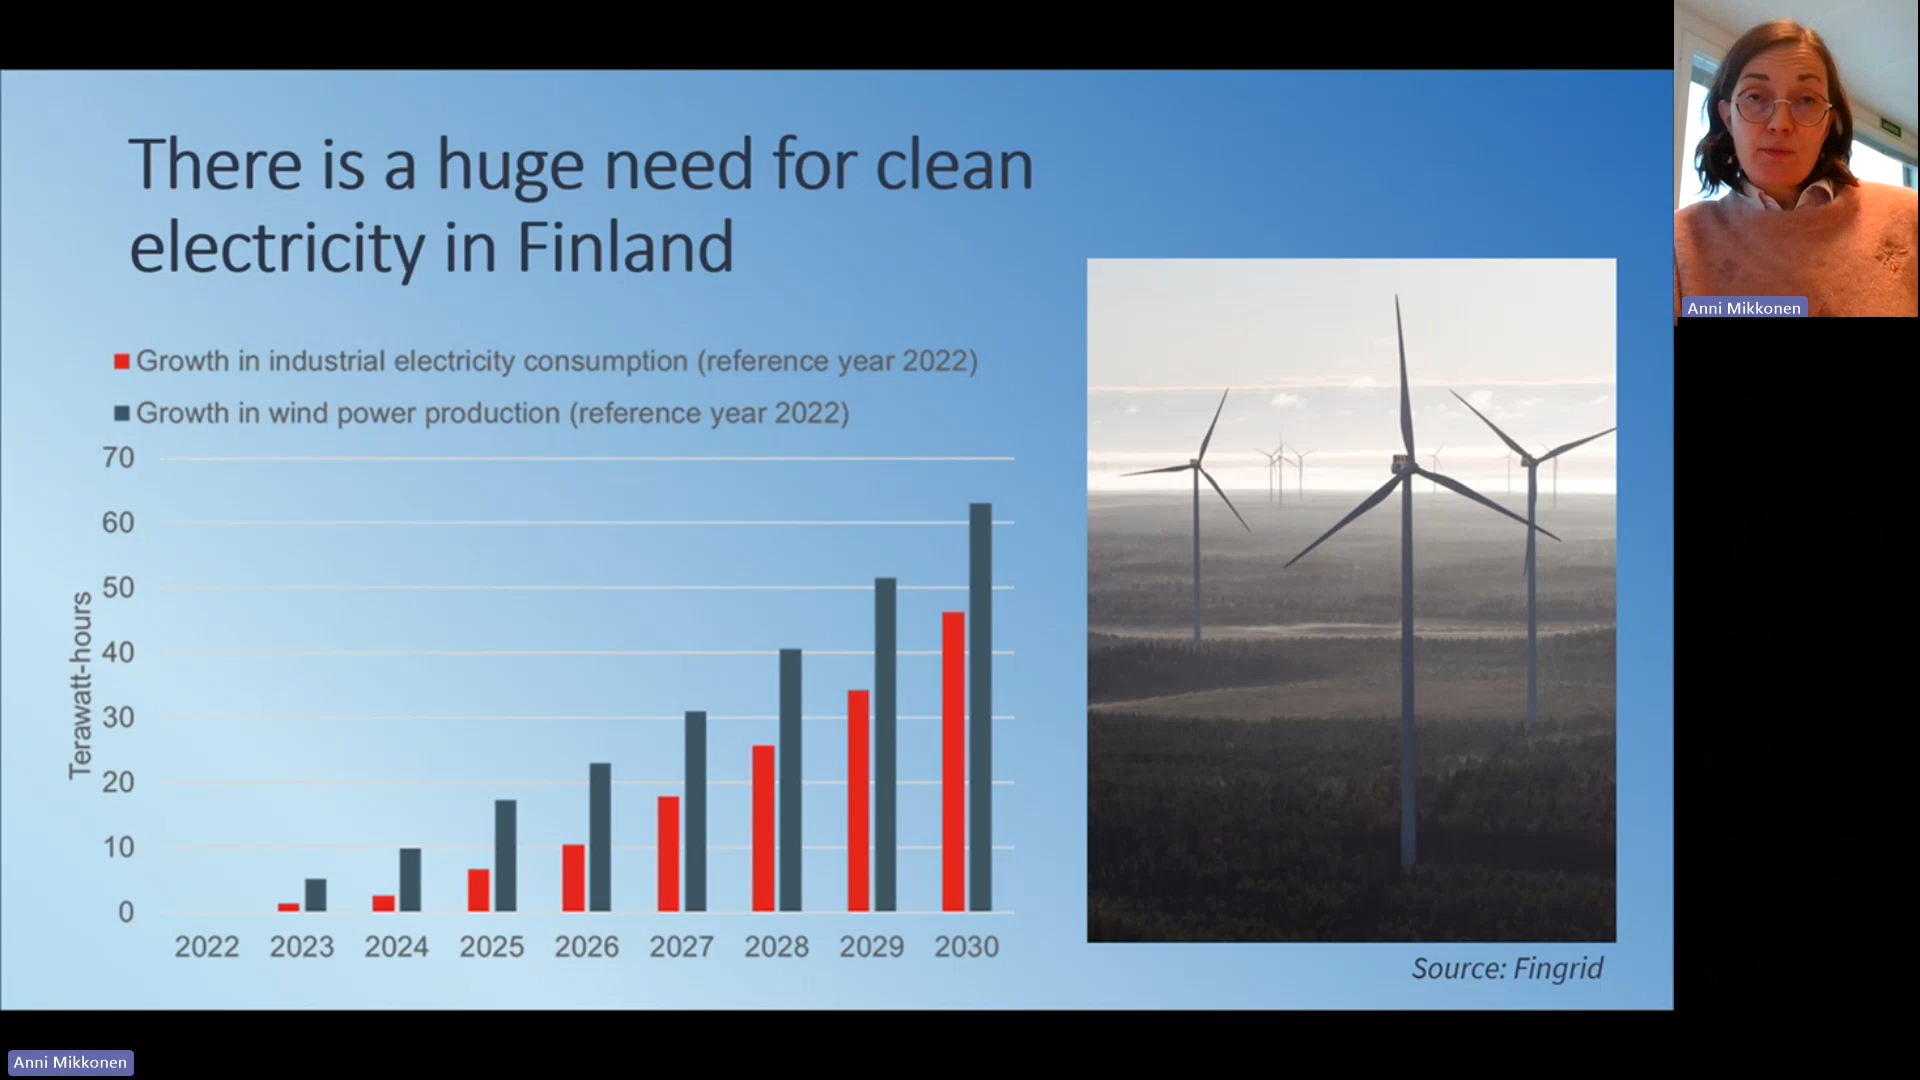 There is a huge need for clean
electricity in Finland
Growth in industrial electricity consumption (reference year 2022)
Growth in wind power production (reference year 2022)
70
60
50
40
30
20
10
0
Terawatt-hours
2022 2023 2024 2025 2026 2027 2028 2029 2030
Source: Fingrid
Anni Mikkonen
Anni Mikkonen